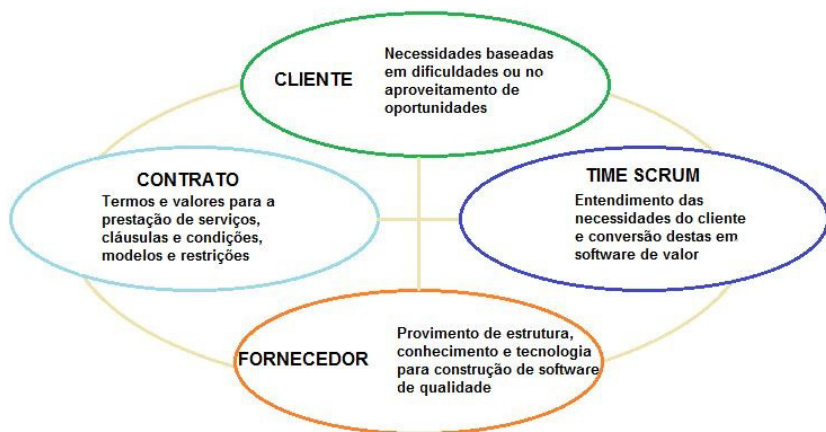 CLIENTE
Necessidades baseadas
em dificuldades ou no
aproveitamento de
oportunidades
CONTRATO
Termos e valores para a
prestação de serviços,
cláusulas e condições,
modelos e restrições
TIME SCRUM
Entendimento das
necessidades do cliente
e conversão destas em
software de valor
FORNECEDOR
Provimento de estrutura,
conhecimento e tecnologia
para construção de software
de qualidade